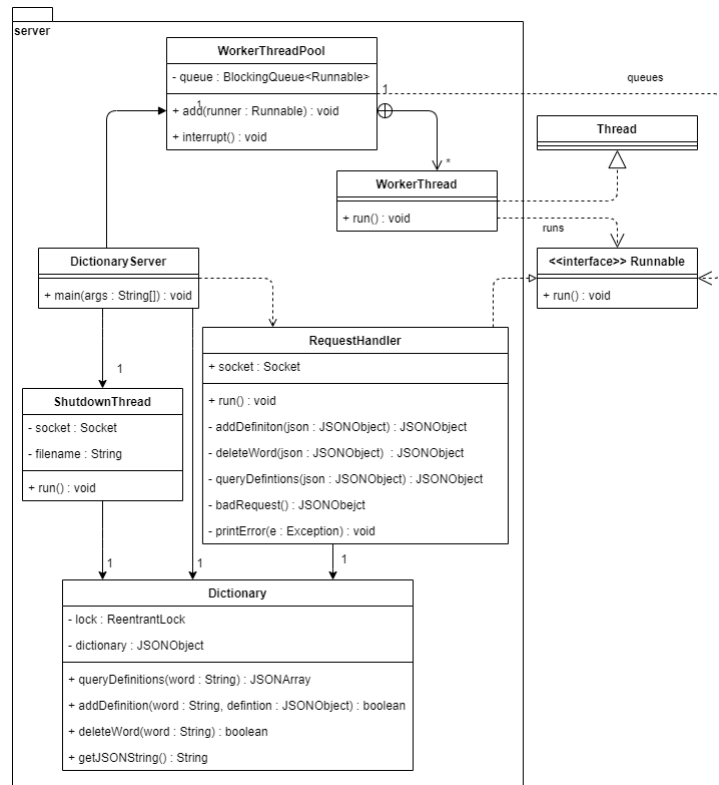 server
WorkerThreadPool
- queue : BlockingQueue<Runnable>
+ add(runner : Runnable) : void
+ interrupt() : void
1
1
queues
*
Thread
WorkerThread
+ run() : void
runs
<<interface>> Runnable
+ run() : void
DictionaryServer
+ main(args : String[]) : void
RequestHandler
+ socket : Socket
+ run() : void
- addDefiniton(json : JSONObject) : JSONObject
- deleteWord(json : JSONObject) : JSONObject
- queryDefintions(json : JSONObject) : JSONObject
- badRequest() : JSONObejct
- printError(e : Exception) : void
1
ShutdownThread
- socket : Socket
- filename : String
+ run() : void
1
1
1
Dictionary
- lock : ReentrantLock
- dictionary : JSONObject
+ queryDefinitions(word : String) : JSONArray
+ addDefinition(word : String, defintion : JSONObject) : boolean
+ deleteWord(word : String) : boolean
+ getJSONString() : String